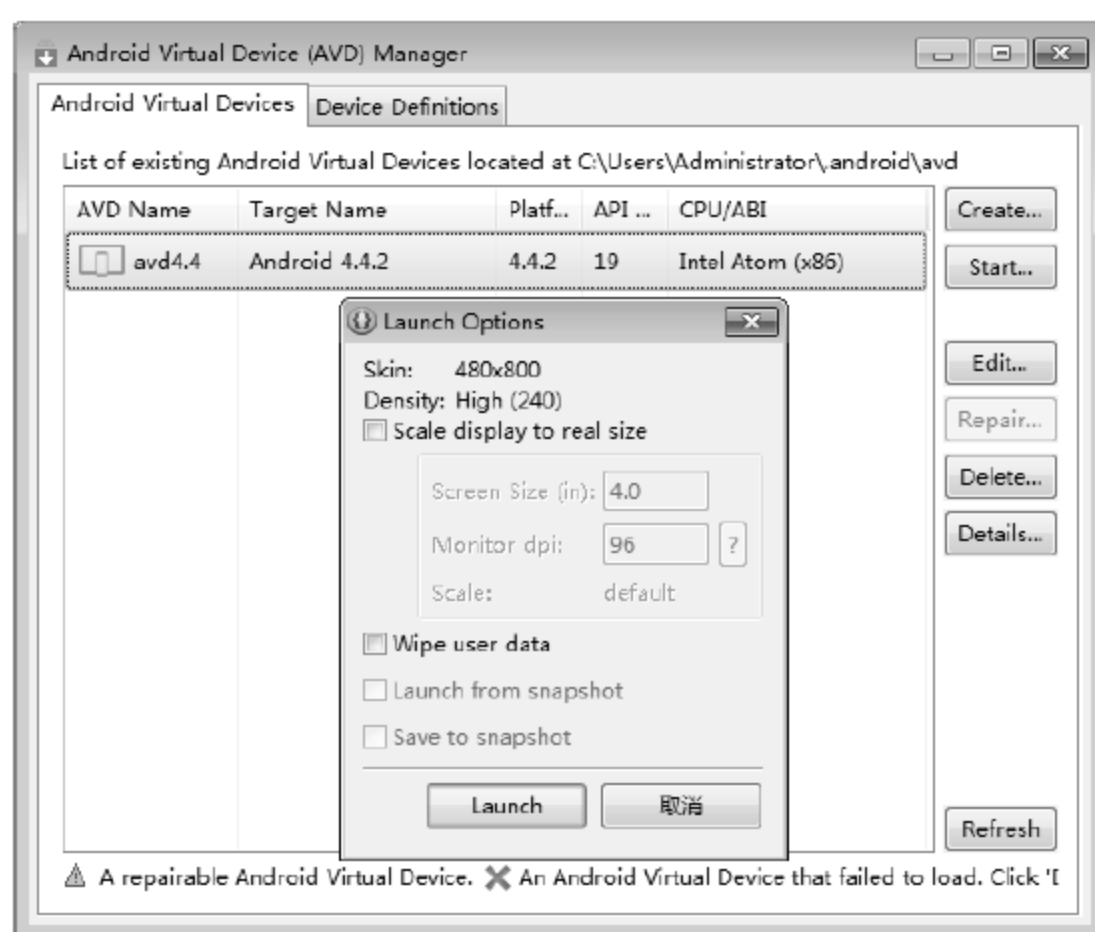 Android Virtual Device (AVD) Manager
Android Virtual Devices Device Definitions
List of existing Android Virtual Devices located at C:\Users\Administrator\.android\avd
AVD Name Target Name Platf... API ... CPU/ABI Create...
avd4.4 Android 4.4.2 4.4.2 19 Intel Atom (x86) Start...
Launch Options
Skin: 480x800
Edit...
Density: High (240)
Scale display to real size
Repair...
Screen Size (in): 4.0
Delete...
Monitor dpi: 96 ?
Details...
Scale: default
Wipe user data
Launch from snapshot
Save to snapshot
Launch 取消
Refresh
A repairable Android Virtual Device. An Android Virtual Device that failed to load. Click 'D